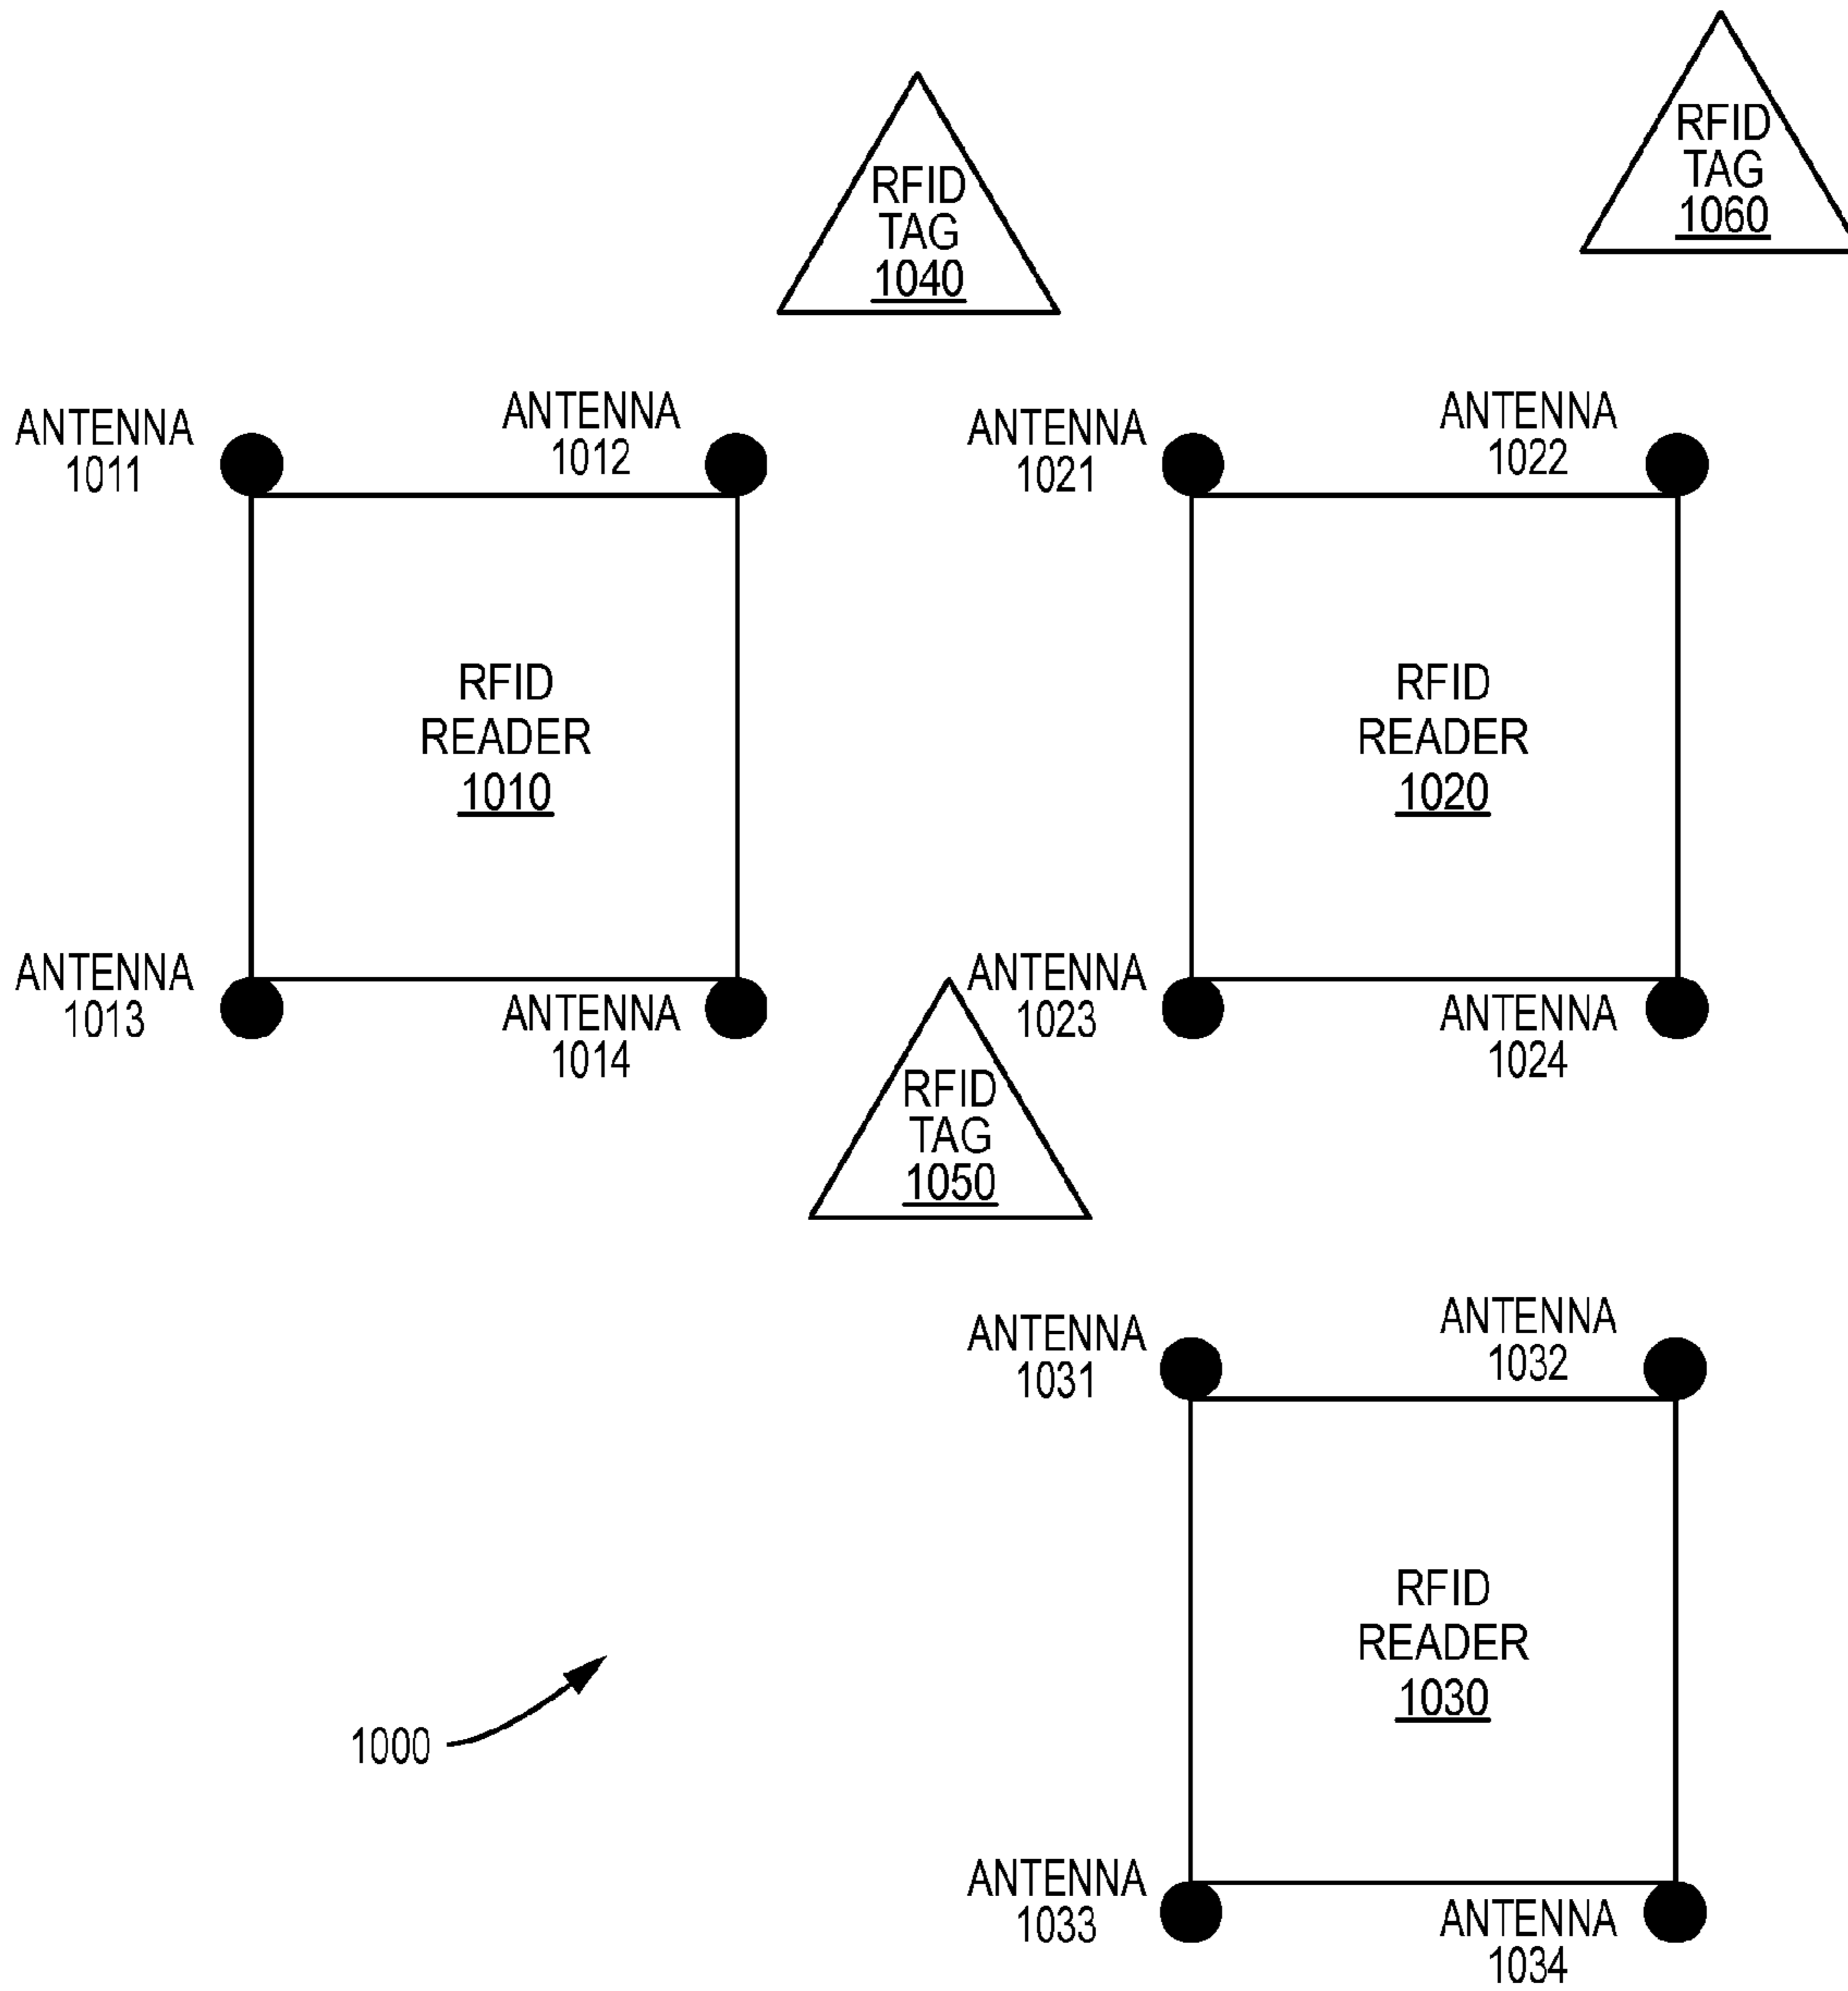 RFID
TAG
1060
RFID
TAG
1040
ANTENNA
1011
ANTENNA
1012
ANTENNA
1021
ANTENNA
1022
RFID
READER
1010
RFID
READER
1020
ANTENNA
1013
ANTENNA
1014
ANTENNA
1023
ANTENNA
1024
RFID
TAG
1050
ANTENNA
1031
ANTENNA
1032
RFID
READER
1030
1000
ANTENNA
1033
ANTENNA
1034